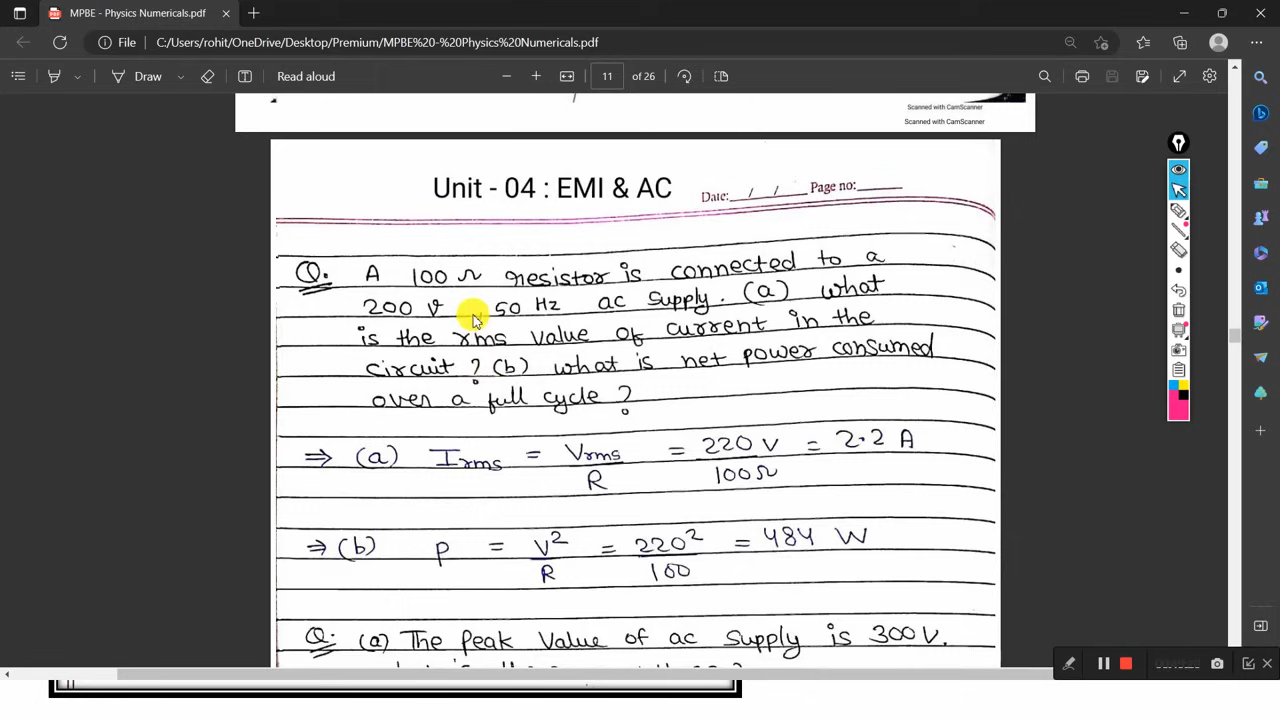 MPBE - Physics Numericals.pdf
File C:/Users/rohit/OneDrive/Desktop/Premium/MPBE%20-%20Physics%20Numericals.pdf
Draw Read aloud 11 of 26
Scanned with CamScanner
Scanned with CamScanner
Unit - 04 : EMI & AC Date: / / Page no:
Q. A 100 Ω resistor is connected to a
200 V, 50 Hz ac supply. (a) what
is the rms value of current in the
circuit ? (b) what is net power consumed
over a full cycle ?
⇒ (a) Irms = Vrms/R = 220 V/100Ω = 2.2 A
⇒ (b) P = V²/R = 220²/100 = 484 W
Q. (a) The Peak Value of ac Supply is 300 V.